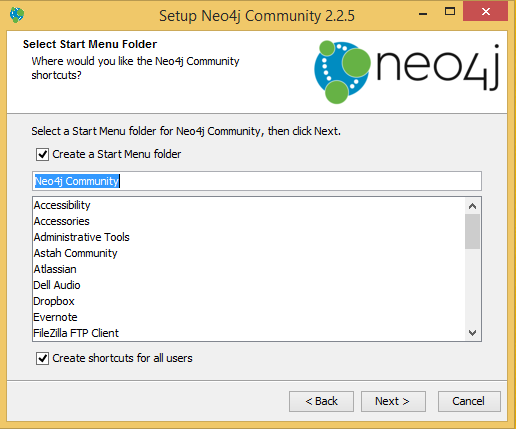 Setup Neo4j Community 2.2.5
Select Start Menu Folder
Where would you like the Neo4j Community
shortcuts?
neo4j
Select a Start Menu folder for Neo4j Community, then click Next.
Create a Start Menu folder
Neo4j Community
Accessibility
Accessories
Administrative Tools
Astah Community
Atlassian
Dell Audio
Dropbox
Evernote
FileZilla FTP Client
Create shortcuts for all users
< Back Next > Cancel